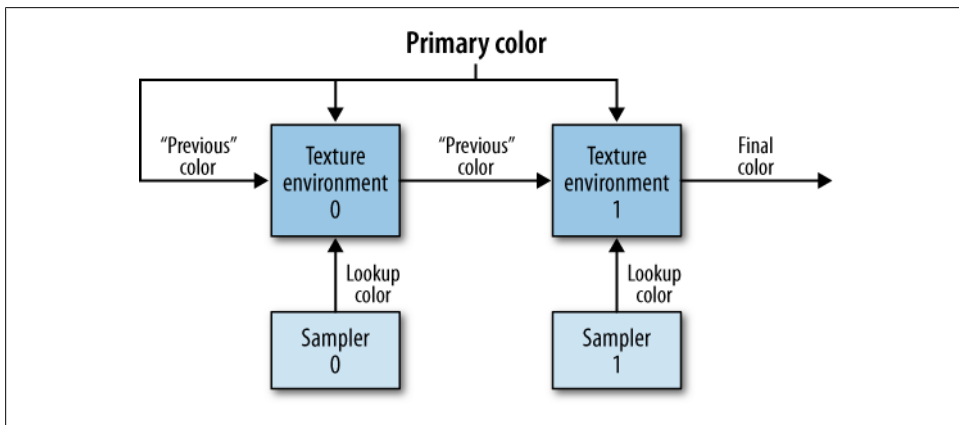 Primary color
“Previous”
color
Texture
environment
0
“Previous”
color
Texture
environment
1
Final
color
Lookup
color
Lookup
color
Sampler
0
Sampler
1